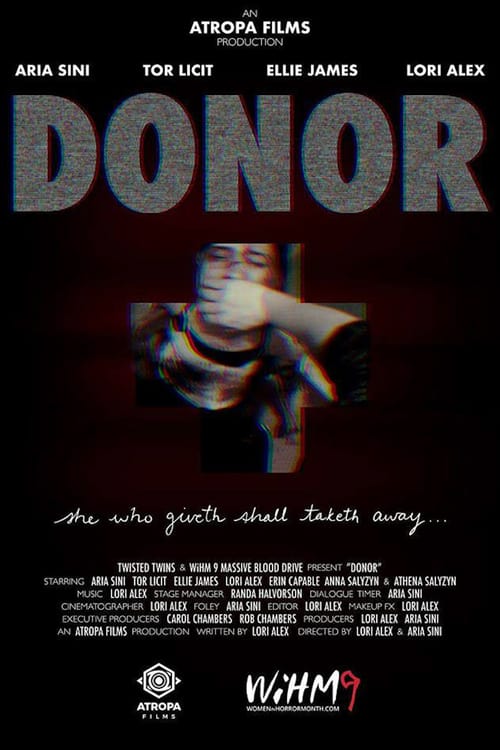 AN
ATROPA FILMS
PRODUCTION
ARIA SINI TOR LICIT ELLIE JAMES LORI ALEX
DONOR
she who giveth shall taketh away...
TWISTED TWINS & WiHM 9 MASSIVE BLOOD DRIVE PRESENT "DONOR"
STARRING ARIA SINI TOR LICIT ELLIE JAMES LORI ALEX ERIN CAPABLE ANNA SALYZYN & ATHENA SALYZYN
MUSIC LORI ALEX STAGE MANAGER RANDA HALVORSON DIALOGUE TIMER ARIA SINI
CINEMATOGRAPHER LORI ALEX FOLEY ARIA SINI EDITOR LORI ALEX MAKEUP FX LORI ALEX
EXECUTIVE PRODUCERS CAROL CHAMBERS ROB CHAMBERS PRODUCERS LORI ALEX ARIA SINI
AN ATROPA FILMS PRODUCTION WRITTEN BY LORI ALEX DIRECTED BY LORI ALEX & ARIA SINI
ATROPA
FILMS
WiHM9
WOMENinHORRORMONTH.COM